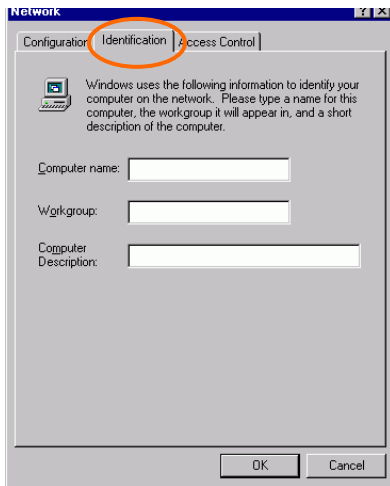 Network
Configuration Identification Access Control
Windows uses the following information to identify your
computer on the network. Please type a name for this
computer, the workgroup it will appear in, and a short
description of the computer.
Computer name:
Workgroup:
Computer
Description:
OK Cancel